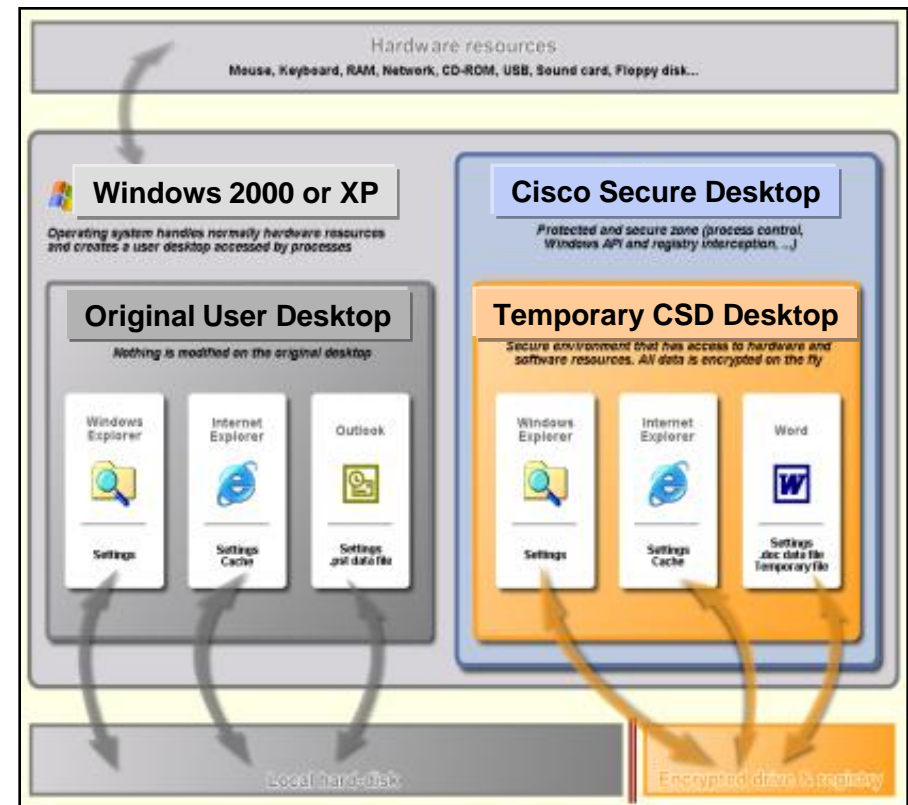 Hardware resources
Mouse, Keyboard, RAM, Network, CD-ROM, USB, Sound card, Floppy disk...
Windows 2000 or XP
Operating system handles normally hardware resources
and creates a user desktop accessed by processes
Original User Desktop
Nothing is modified on the original desktop
Windows
Explorer
Settings
Internet
Explorer
Settings
Cache
Outlook
Settings
.pst data file
Cisco Secure Desktop
Protected and secure zone (process control,
Windows API and registry interception, ...)
Temporary CSD Desktop
Secure environment that has access to hardware and
software resources. All data is encrypted on the fly
Windows
Explorer
Settings
Internet
Explorer
Settings
Cache
Word
W
Settings
.doc data file
Temporary file
Local hard-disk
Encrypted drive & registry